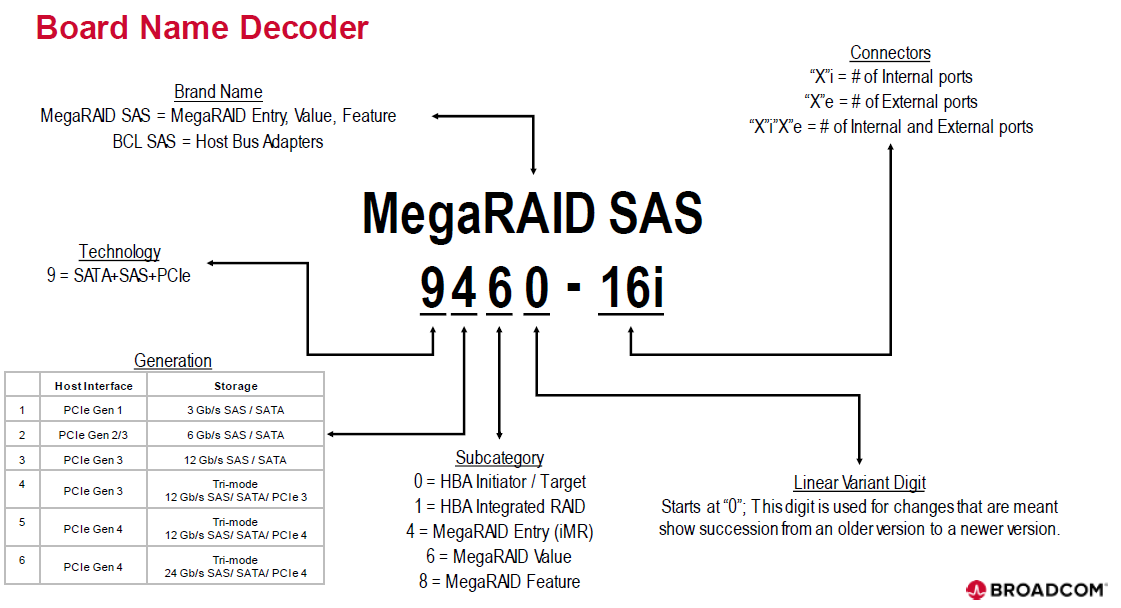 Board Name Decoder
Brand Name
MegaRAID SAS = MegaRAID Entry, Value, Feature
BCL SAS = Host Bus Adapters
Connectors
“X”i = # of Internal ports
“X”e = # of External ports
“X”i”X”e = # of Internal and External ports
MegaRAID SAS
9460 - 16i
Technology
9 = SATA+SAS+PCIe
Generation
Host Interface Storage
1 PCIe Gen 1 3 Gb/s SAS / SATA
2 PCIe Gen 2/3 6 Gb/s SAS / SATA
3 PCIe Gen 3 12 Gb/s SAS / SATA
4 PCIe Gen 3 Tri-mode
12 Gb/s SAS/ SATA/ PCIe 3
5 PCIe Gen 4 Tri-mode
12 Gb/s SAS/ SATA/ PCIe 4
6 PCIe Gen 4 Tri-mode
24 Gb/s SAS/ SATA/ PCIe 4
Subcategory
0 = HBA Initiator / Target
1 = HBA Integrated RAID
4 = MegaRAID Entry (iMR)
6 = MegaRAID Value
8 = MegaRAID Feature
Linear Variant Digit
Starts at “0”; This digit is used for changes that are meant
show succession from an older version to a newer version.
BROADCOM®